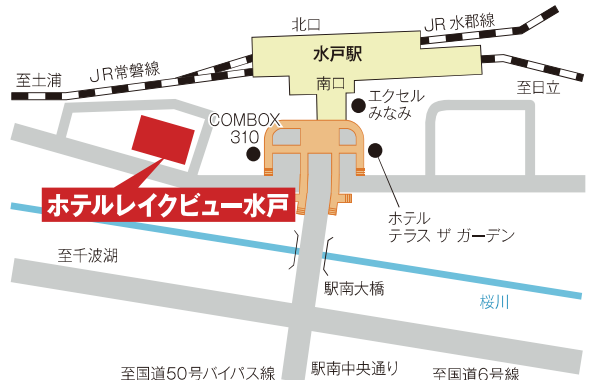 北口
JR水郡線
水戸駅
JR常磐線
至土浦
南口
至日立
エクセル
みなみ
COMBOX
310
ホテルレイクビュー水戸
ホテル
テラス ザ ガーデン
至千波湖
駅南大橋
桜川
至国道50号バイパス線
駅南中央通り
至国道6号線